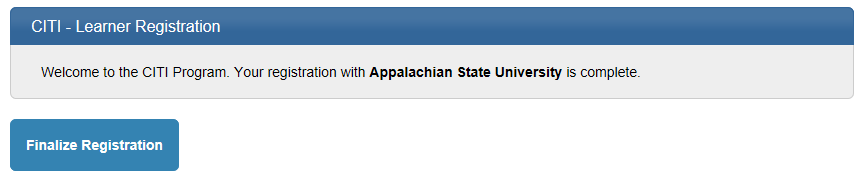 CITI - Learner Registration
Welcome to the CITI Program. Your registration with Appalachian State University is complete.
Finalize Registration